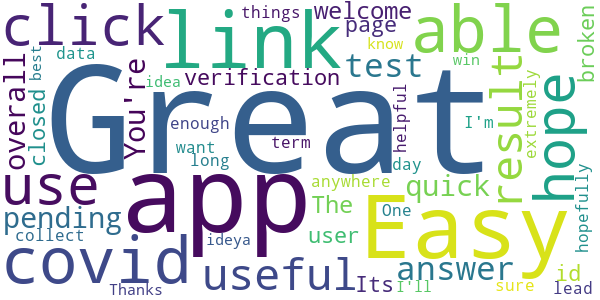 click link able things welcome page know best data closed overall You're idea verification test broken
Great enough want long term helpful I'm win day result extremely hope hopefully
use app anywhere quick The One Easy
pending collect user
covid ideya useful Its answer I'll id sure lead
Thanks